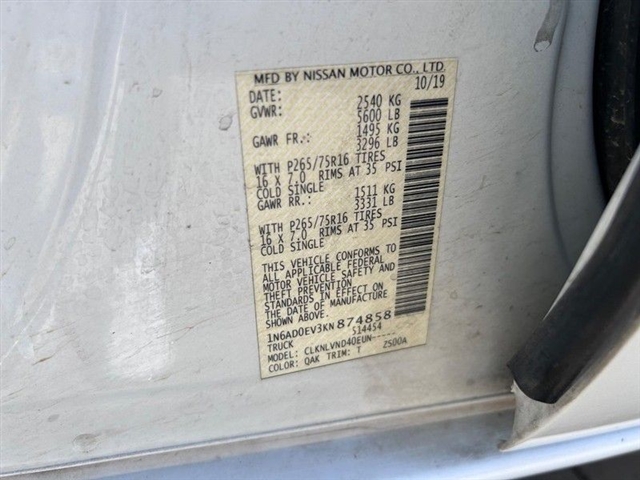 MFD BY NISSAN MOTOR CO., LTD.
DATE: 10/19
GVWR: 2540 KG
5600 LB
GAWR FR.: 1495 KG
3296 LB
WITH P265/75R16 TIRES
16 X 7.0 RIMS AT 35 PSI
COLD SINGLE
GAWR RR.: 1511 KG
3331 LB
WITH P265/75R16 TIRES
16 X 7.0 RIMS AT 35 PSI
COLD SINGLE
THIS VEHICLE CONFORMS TO
ALL APPLICABLE FEDERAL
MOTOR VEHICLE SAFETY AND
THEFT PREVENTION
STANDARDS IN EFFECT ON
THE DATE OF MANUFACTURE
SHOWN ABOVE.
1N6AD0EV3KN874858
TRUCK 514454
MODEL: CLKNLVND40EUN-----
COLOR: QAK TRIM: T Z500A